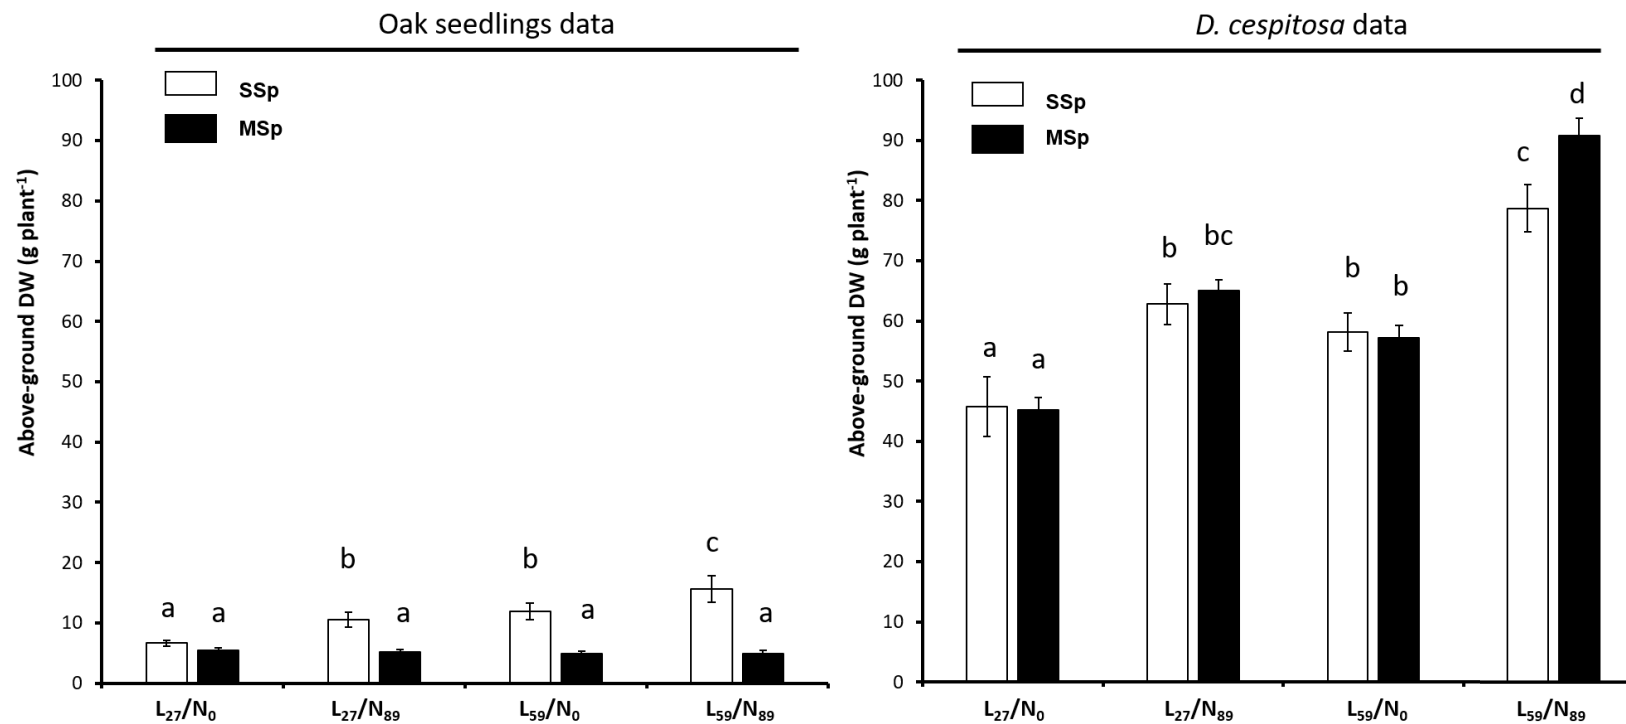 Oak seedlings data
SSp
MSp
Above-ground DW (g plant⁻¹)
100
90
80
70
60
50
40
30
20
10
0
a
a
b
a
b
a
c
a
L₂₇/N₀
L₂₇/N₈₉
L₅₉/N₀
L₅₉/N₈₉
D. cespitosa data
SSp
MSp
Above-ground DW (g plant⁻¹)
100
90
80
70
60
50
40
30
20
10
0
a
a
b
bc
b
b
c
d
L₂₇/N₀
L₂₇/N₈₉
L₅₉/N₀
L₅₉/N₈₉